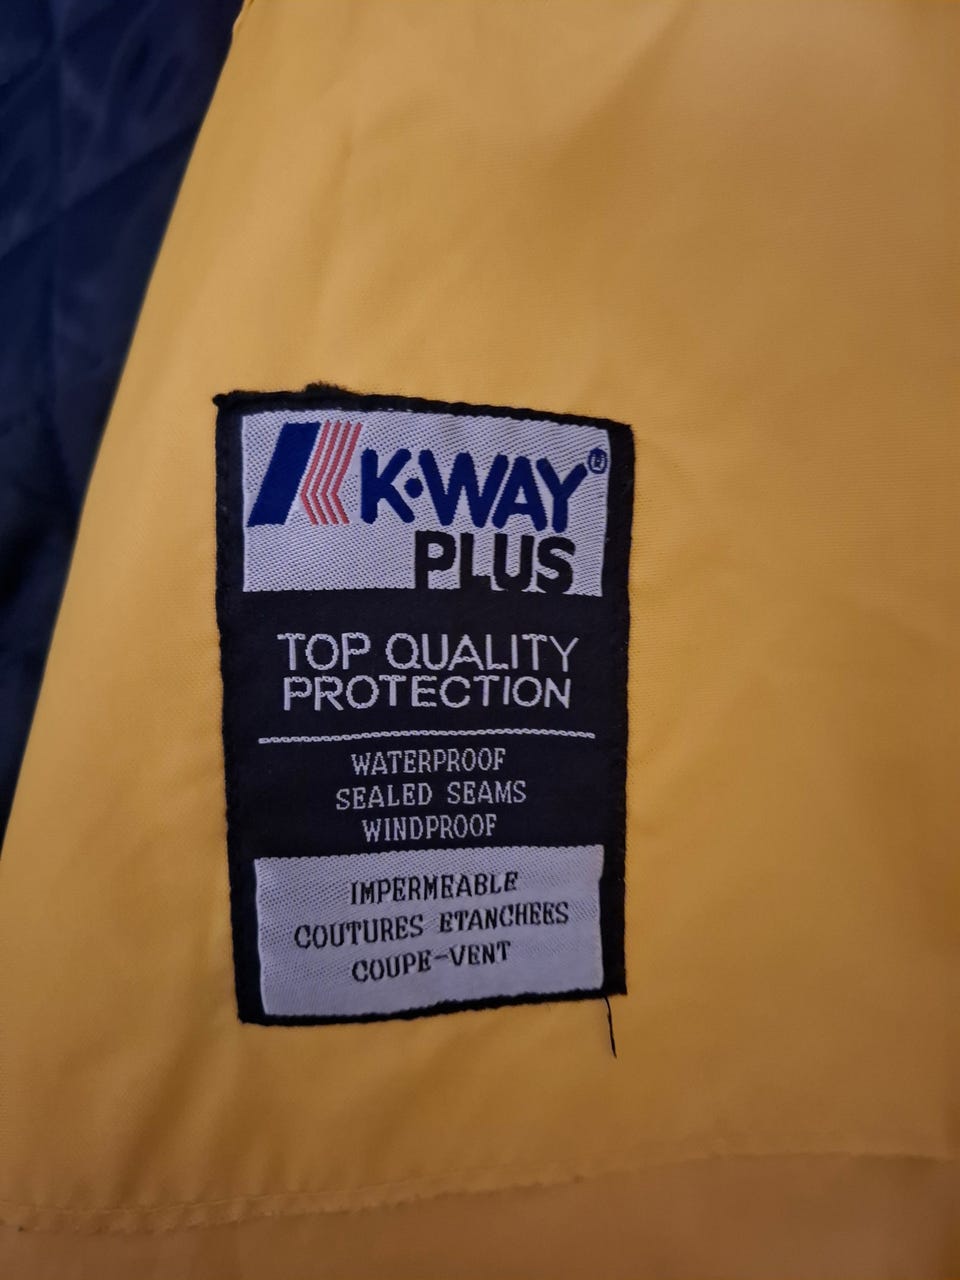 K·WAY®
PLUS
TOP QUALITY
PROTECTION
WATERPROOF
SEALED SEAMS
WINDPROOF
IMPERMEABLE
COUTURES ETANCHEES
COUPE-VENT